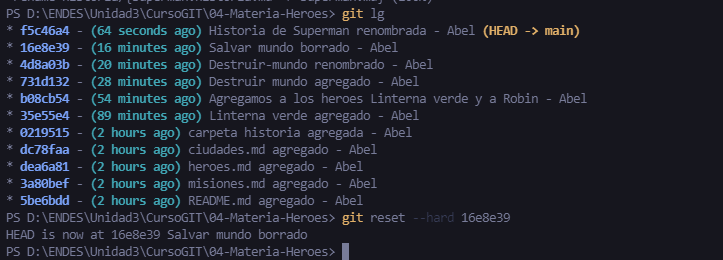 PS D:\ENDES\Unidad3\CursoGIT\04-Materia-Heroes> git lg
* f5c46a4 - (64 seconds ago) Historia de Superman renombrada - Abel (HEAD -> main)
* 16e8e39 - (16 minutes ago) Salvar mundo borrado - Abel
* 4d8a03b - (20 minutes ago) Destruir-mundo renombrado - Abel
* 731d132 - (28 minutes ago) Destruir mundo agregado - Abel
* b08cb54 - (54 minutes ago) Agregamos a los heroes Linterna verde y a Robin - Abel
* 35e55e4 - (89 minutes ago) Linterna verde agregado - Abel
* 0219515 - (2 hours ago) carpeta historia agregada - Abel
* dc78faa - (2 hours ago) ciudades.md agregado - Abel
* dea6a81 - (2 hours ago) heroes.md agregado - Abel
* 3a80bef - (2 hours ago) misiones.md agregado - Abel
* 5be6bdd - (2 hours ago) README.md agregado - Abel
PS D:\ENDES\Unidad3\CursoGIT\04-Materia-Heroes> git reset --hard 16e8e39
HEAD is now at 16e8e39 Salvar mundo borrado
PS D:\ENDES\Unidad3\CursoGIT\04-Materia-Heroes>